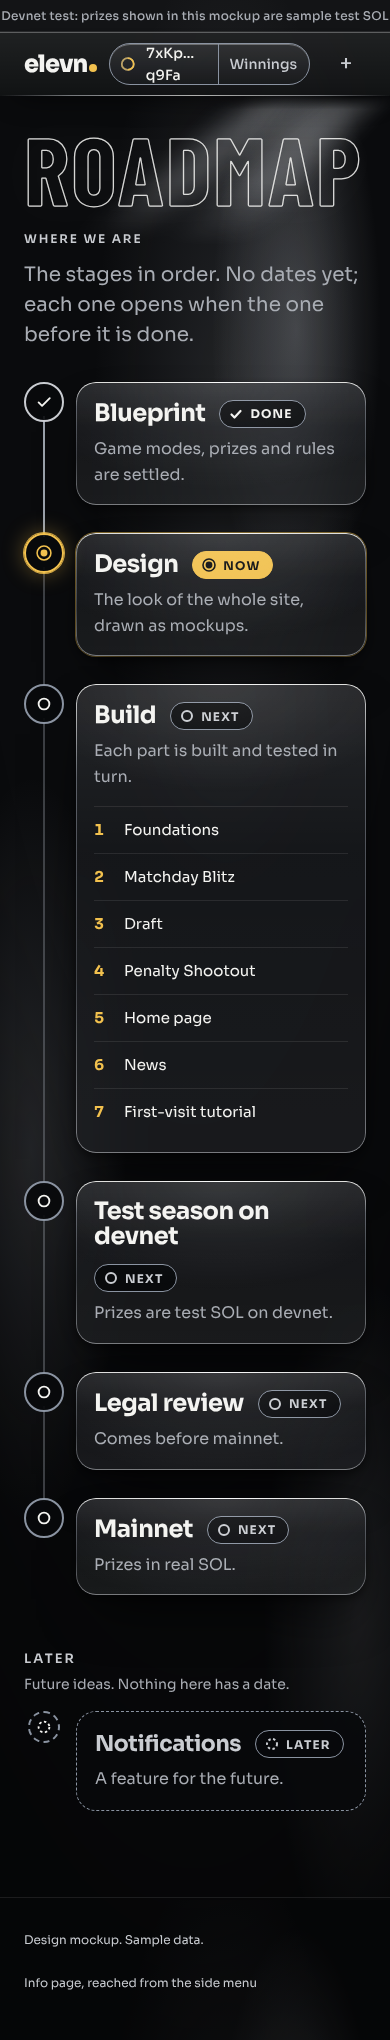 Devnet test: prizes shown in this mockup are sample test SOL
elevn.
7xKp...
q9Fa
Winnings
+
ROADMAP
WHERE WE ARE
The stages in order. No dates yet;
each one opens when the one
before it is done.
Blueprint DONE
Game modes, prizes and rules
are settled.
Design NOW
The look of the whole site,
drawn as mockups.
Build NEXT
Each part is built and tested in
turn.
1 Foundations
2 Matchday Blitz
3 Draft
4 Penalty Shootout
5 Home page
6 News
7 First-visit tutorial
Test season on
devnet
NEXT
Prizes are test SOL on devnet.
Legal review NEXT
Comes before mainnet.
Mainnet NEXT
Prizes in real SOL.
LATER
Future ideas. Nothing here has a date.
Notifications LATER
A feature for the future.
Design mockup. Sample data.
Info page, reached from the side menu